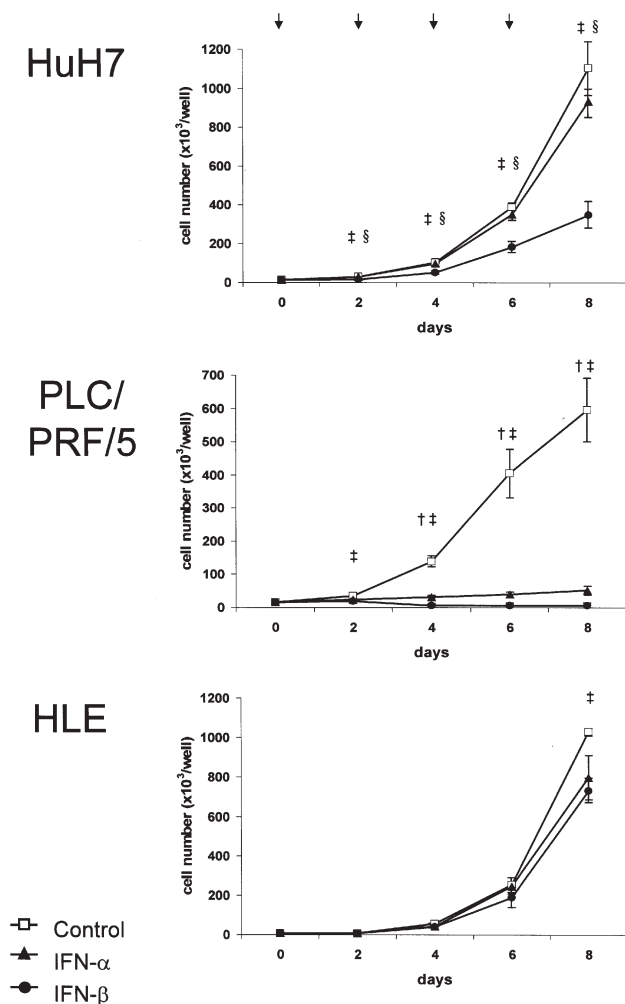 HuH7
‡ §
‡ §
‡ §
‡ §
1200
1000
800
600
400
200
0
cell number (x10³/well)
0 2 4 6 8
days
PLC/
PRF/5
†‡
†‡
†‡
‡
700
600
500
400
300
200
100
0
cell number (x10³/well)
0 2 4 6 8
days
HLE
‡
1200
1000
800
600
400
200
0
cell number (x10³/well)
0 2 4 6 8
days
Control
IFN-α
IFN-β